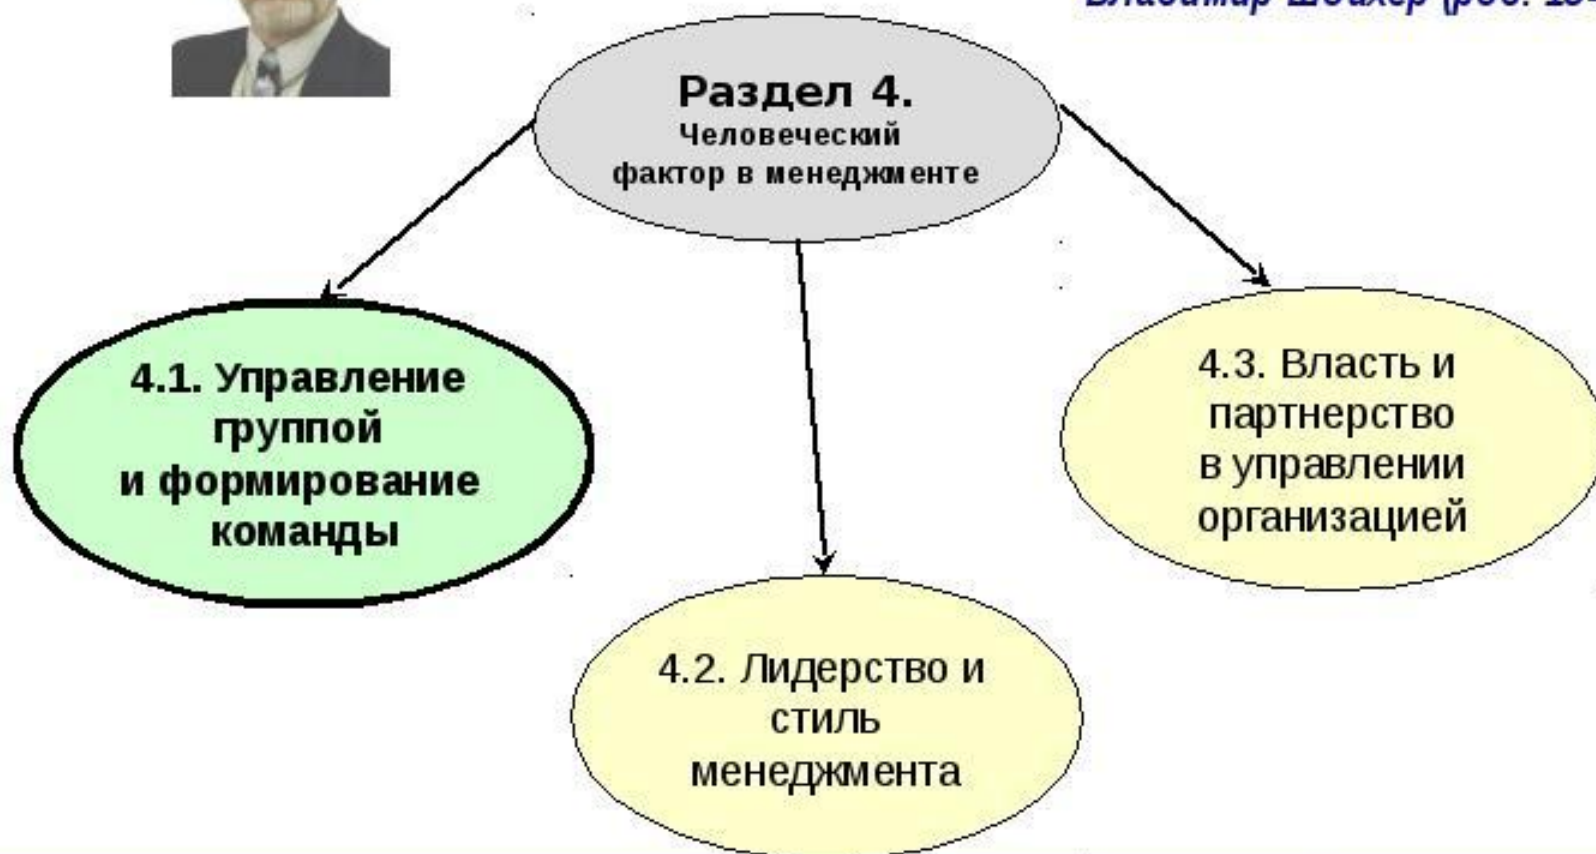 Раздел 4.
Человеческий
фактор в менеджменте
4.1. Управление
группой
и формирование
команды
4.3. Власть и
партнерство
в управлении
организацией
4.2. Лидерство и
стиль
менеджмента